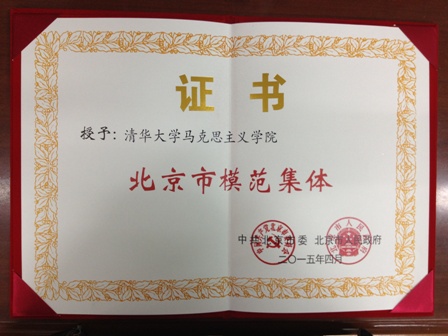 证书
授予：清华大学马克思主义学院
北京市模范集体
中共北京市委 北京市人民政府
二〇一五年四月